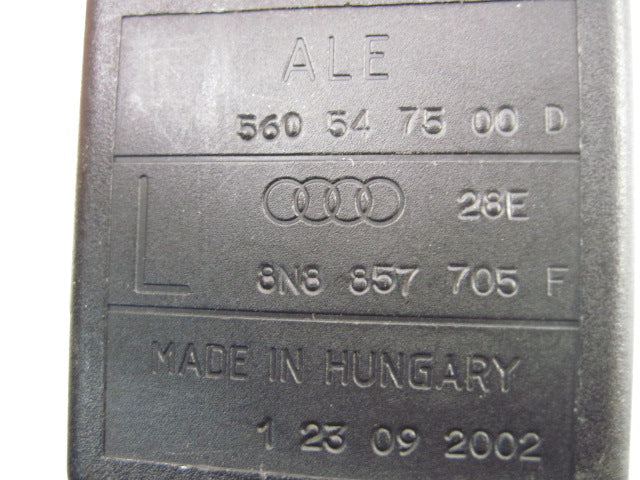 ALE
560 54 75 00 D
L 28E
8N8 857 705 F
MADE IN HUNGARY
1 23 09 2002